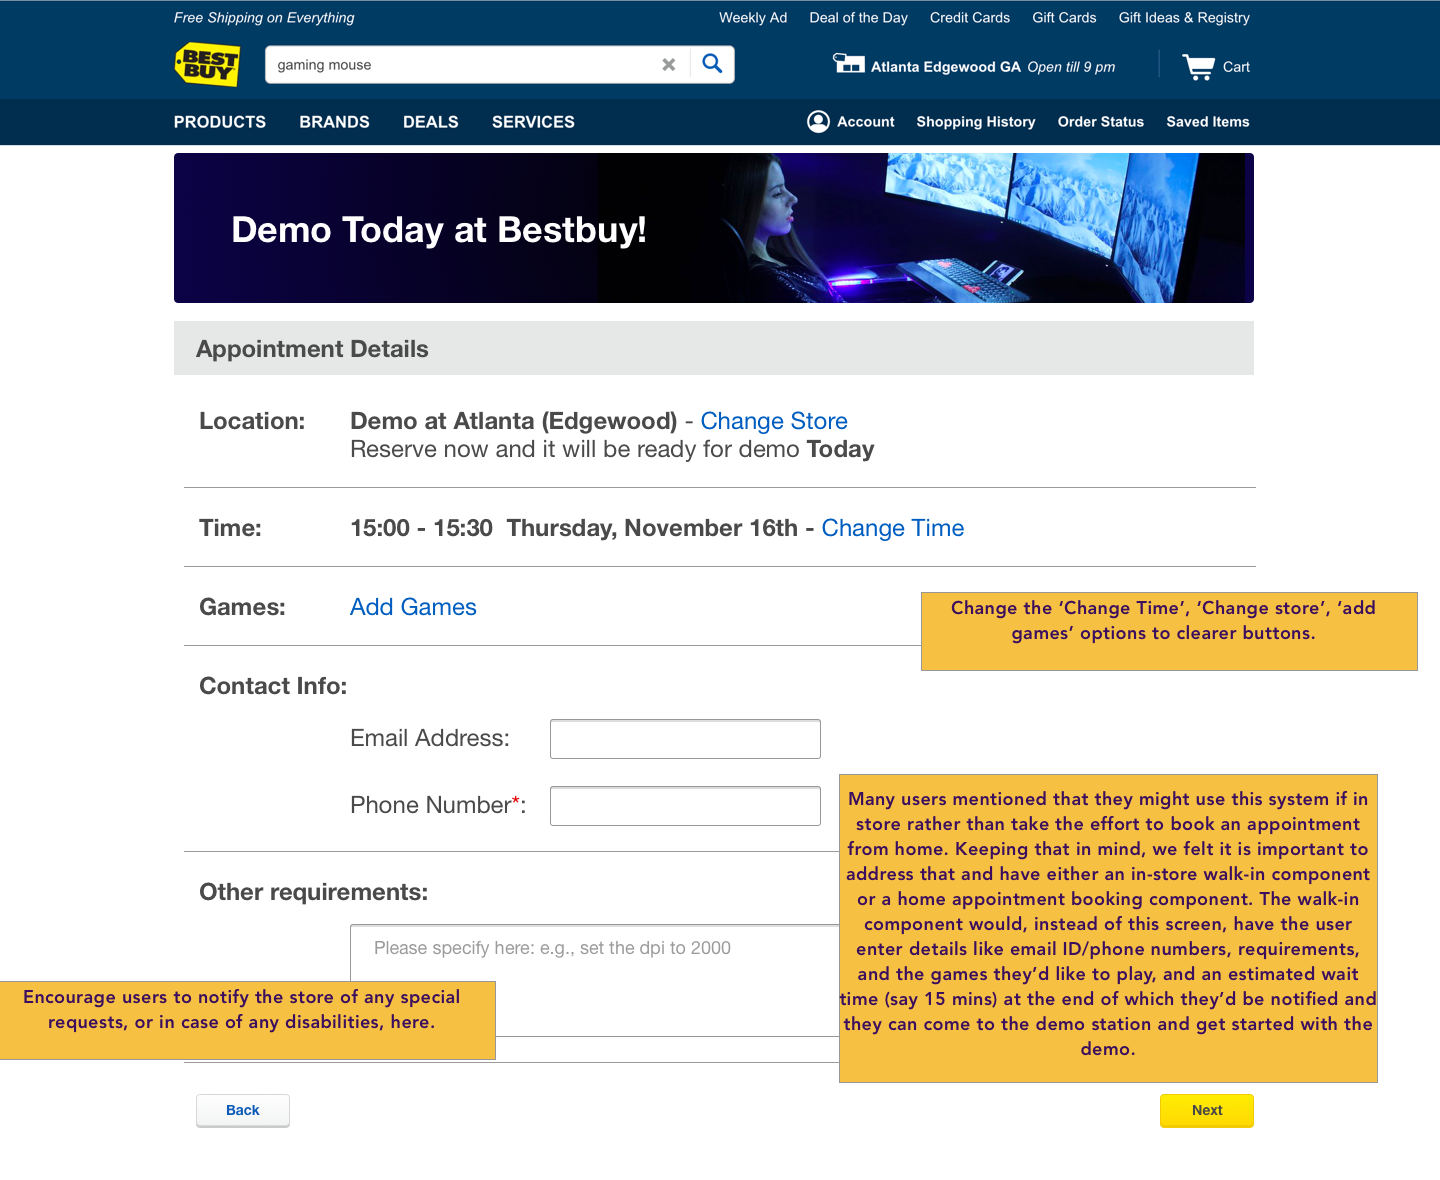 Free Shipping on Everything
Weekly Ad Deal of the Day Credit Cards Gift Cards Gift Ideas & Registry
BEST
BUY
gaming mouse
Atlanta Edgewood GA Open till 9 pm
Cart
PRODUCTS BRANDS DEALS SERVICES
Account Shopping History Order Status Saved Items
Demo Today at Bestbuy!
Appointment Details
Location: Demo at Atlanta (Edgewood) - Change Store
Reserve now and it will be ready for demo Today
Time: 15:00 - 15:30 Thursday, November 16th - Change Time
Games: Add Games
Change the ‘Change Time’, ‘Change store’, ‘add
games’ options to clearer buttons.
Contact Info:
Email Address:
Phone Number*:
Many users mentioned that they might use this system if in
store rather than take the effort to book an appointment
from home. Keeping that in mind, we felt it is important to
address that and have either an in-store walk-in component
or a home appointment booking component. The walk-in
component would, instead of this screen, have the user
enter details like email ID/phone numbers, requirements,
and the games they’d like to play, and an estimated wait
time (say 15 mins) at the end of which they’d be notified and
they can come to the demo station and get started with the
demo.
Other requirements:
Please specify here: e.g., set the dpi to 2000
Encourage users to notify the store of any special
requests, or in case of any disabilities, here.
Back
Next